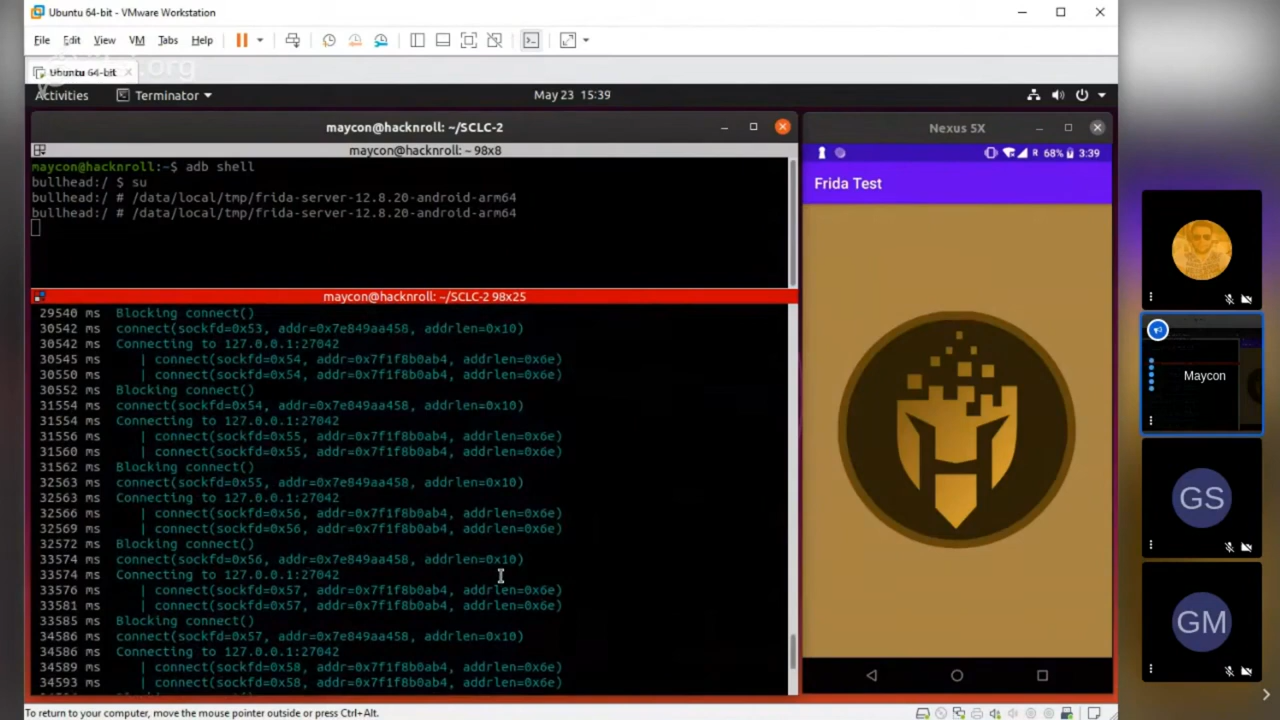 Ubuntu 64-bit - VMware Workstation
File Edit View VM Tabs Help
Ubuntu 64-bit
.org
Activities Terminator May 23 15:39
maycon@hacknroll: ~/SCLC-2
maycon@hacknroll: ~ 98x8
maycon@hacknroll:~$ adb shell
bullhead:/ $ su
bullhead:/ # /data/local/tmp/frida-server-12.8.20-android-arm64
bullhead:/ # /data/local/tmp/frida-server-12.8.20-android-arm64
maycon@hacknroll: ~/SCLC-2 98x25
29540 ms Blocking connect()
30542 ms connect(sockfd=0x53, addr=0x7e849aa458, addrlen=0x10)
30542 ms Connecting to 127.0.0.1:27042
30545 ms | connect(sockfd=0x54, addr=0x7f1f8b0ab4, addrlen=0x6e)
30550 ms | connect(sockfd=0x54, addr=0x7f1f8b0ab4, addrlen=0x6e)
30552 ms Blocking connect()
31554 ms connect(sockfd=0x54, addr=0x7e849aa458, addrlen=0x10)
31554 ms Connecting to 127.0.0.1:27042
31556 ms | connect(sockfd=0x55, addr=0x7f1f8b0ab4, addrlen=0x6e)
31560 ms | connect(sockfd=0x55, addr=0x7f1f8b0ab4, addrlen=0x6e)
31562 ms Blocking connect()
32563 ms connect(sockfd=0x55, addr=0x7e849aa458, addrlen=0x10)
32563 ms Connecting to 127.0.0.1:27042
32566 ms | connect(sockfd=0x56, addr=0x7f1f8b0ab4, addrlen=0x6e)
32569 ms | connect(sockfd=0x56, addr=0x7f1f8b0ab4, addrlen=0x6e)
32572 ms Blocking connect()
33574 ms connect(sockfd=0x56, addr=0x7e849aa458, addrlen=0x10)
33574 ms Connecting to 127.0.0.1:27042
33576 ms | connect(sockfd=0x57, addr=0x7f1f8b0ab4, addrlen=0x6e)
33581 ms | connect(sockfd=0x57, addr=0x7f1f8b0ab4, addrlen=0x6e)
33585 ms Blocking connect()
34586 ms connect(sockfd=0x57, addr=0x7e849aa458, addrlen=0x10)
34586 ms Connecting to 127.0.0.1:27042
34589 ms | connect(sockfd=0x58, addr=0x7f1f8b0ab4, addrlen=0x6e)
34593 ms | connect(sockfd=0x58, addr=0x7f1f8b0ab4, addrlen=0x6e)
Nexus 5X
R 68% 3:39
Frida Test
Maycon
GS
GM
To return to your computer, move the mouse pointer outside or press Ctrl+Alt.